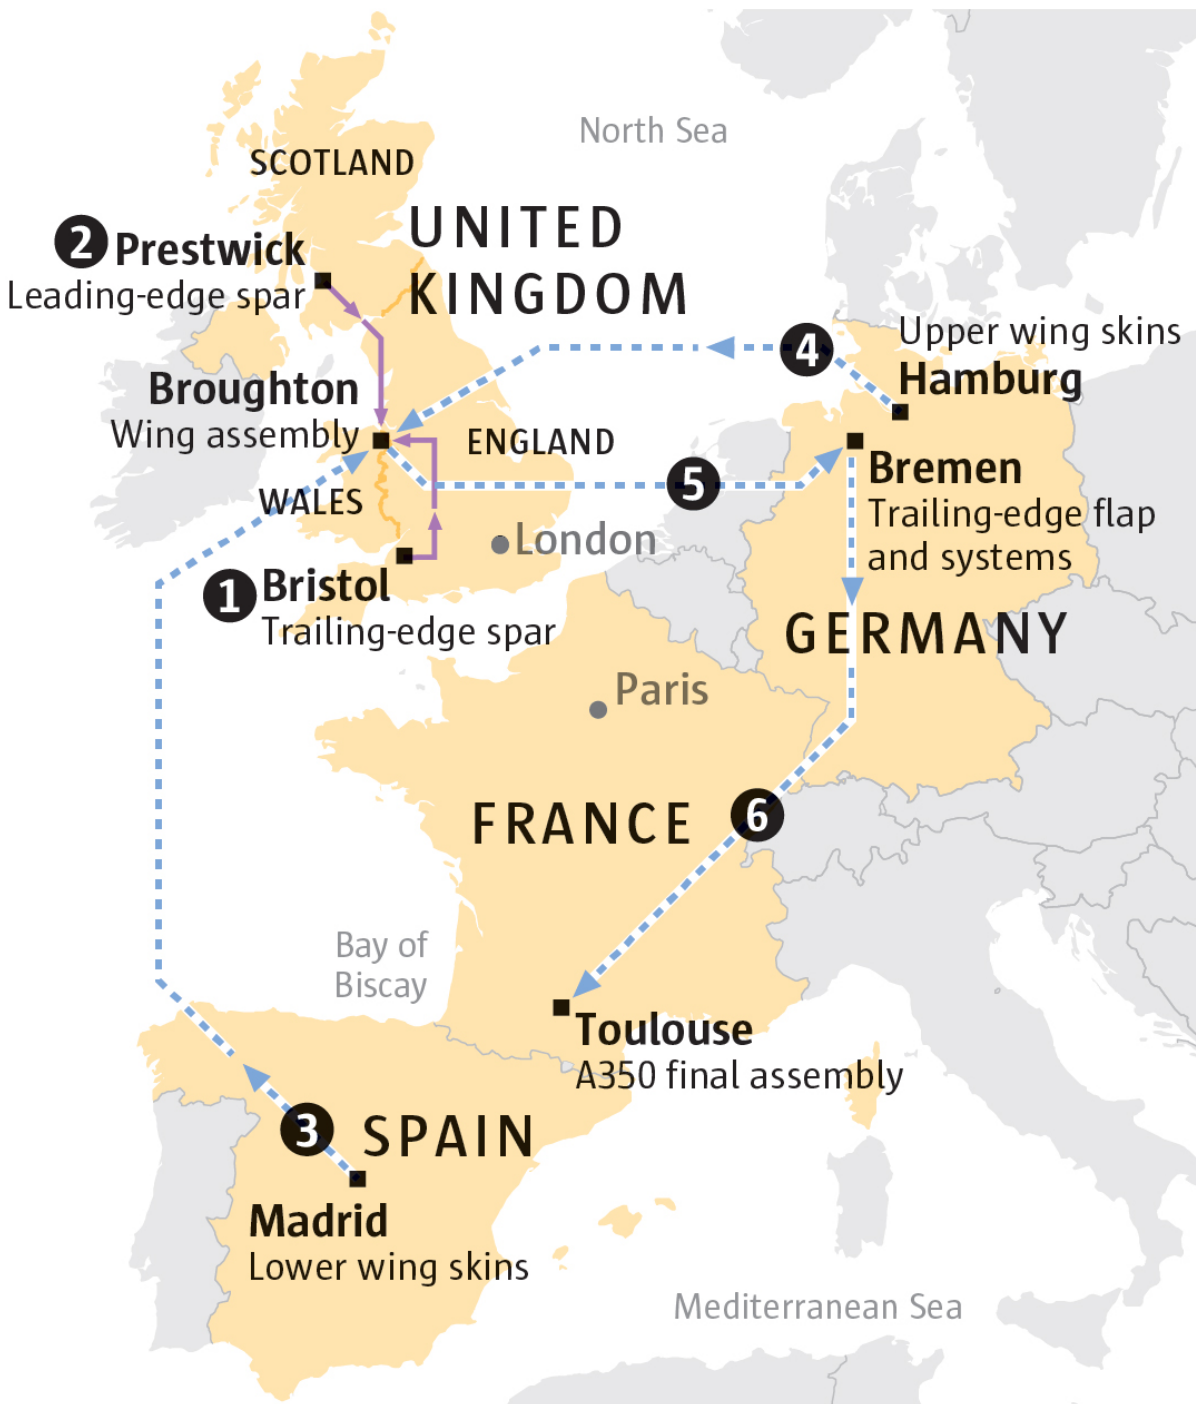 North Sea
SCOTLAND
UNITED
KINGDOM
2 Prestwick
Leading-edge spar
4
Upper wing skins
Hamburg
Broughton
Wing assembly
ENGLAND
5
Bremen
Trailing-edge flap
and systems
WALES
London
1 Bristol
Trailing-edge spar
GERMANY
Paris
FRANCE
6
Bay of
Biscay
Toulouse
A350 final assembly
3
SPAIN
Madrid
Lower wing skins
Mediterranean Sea